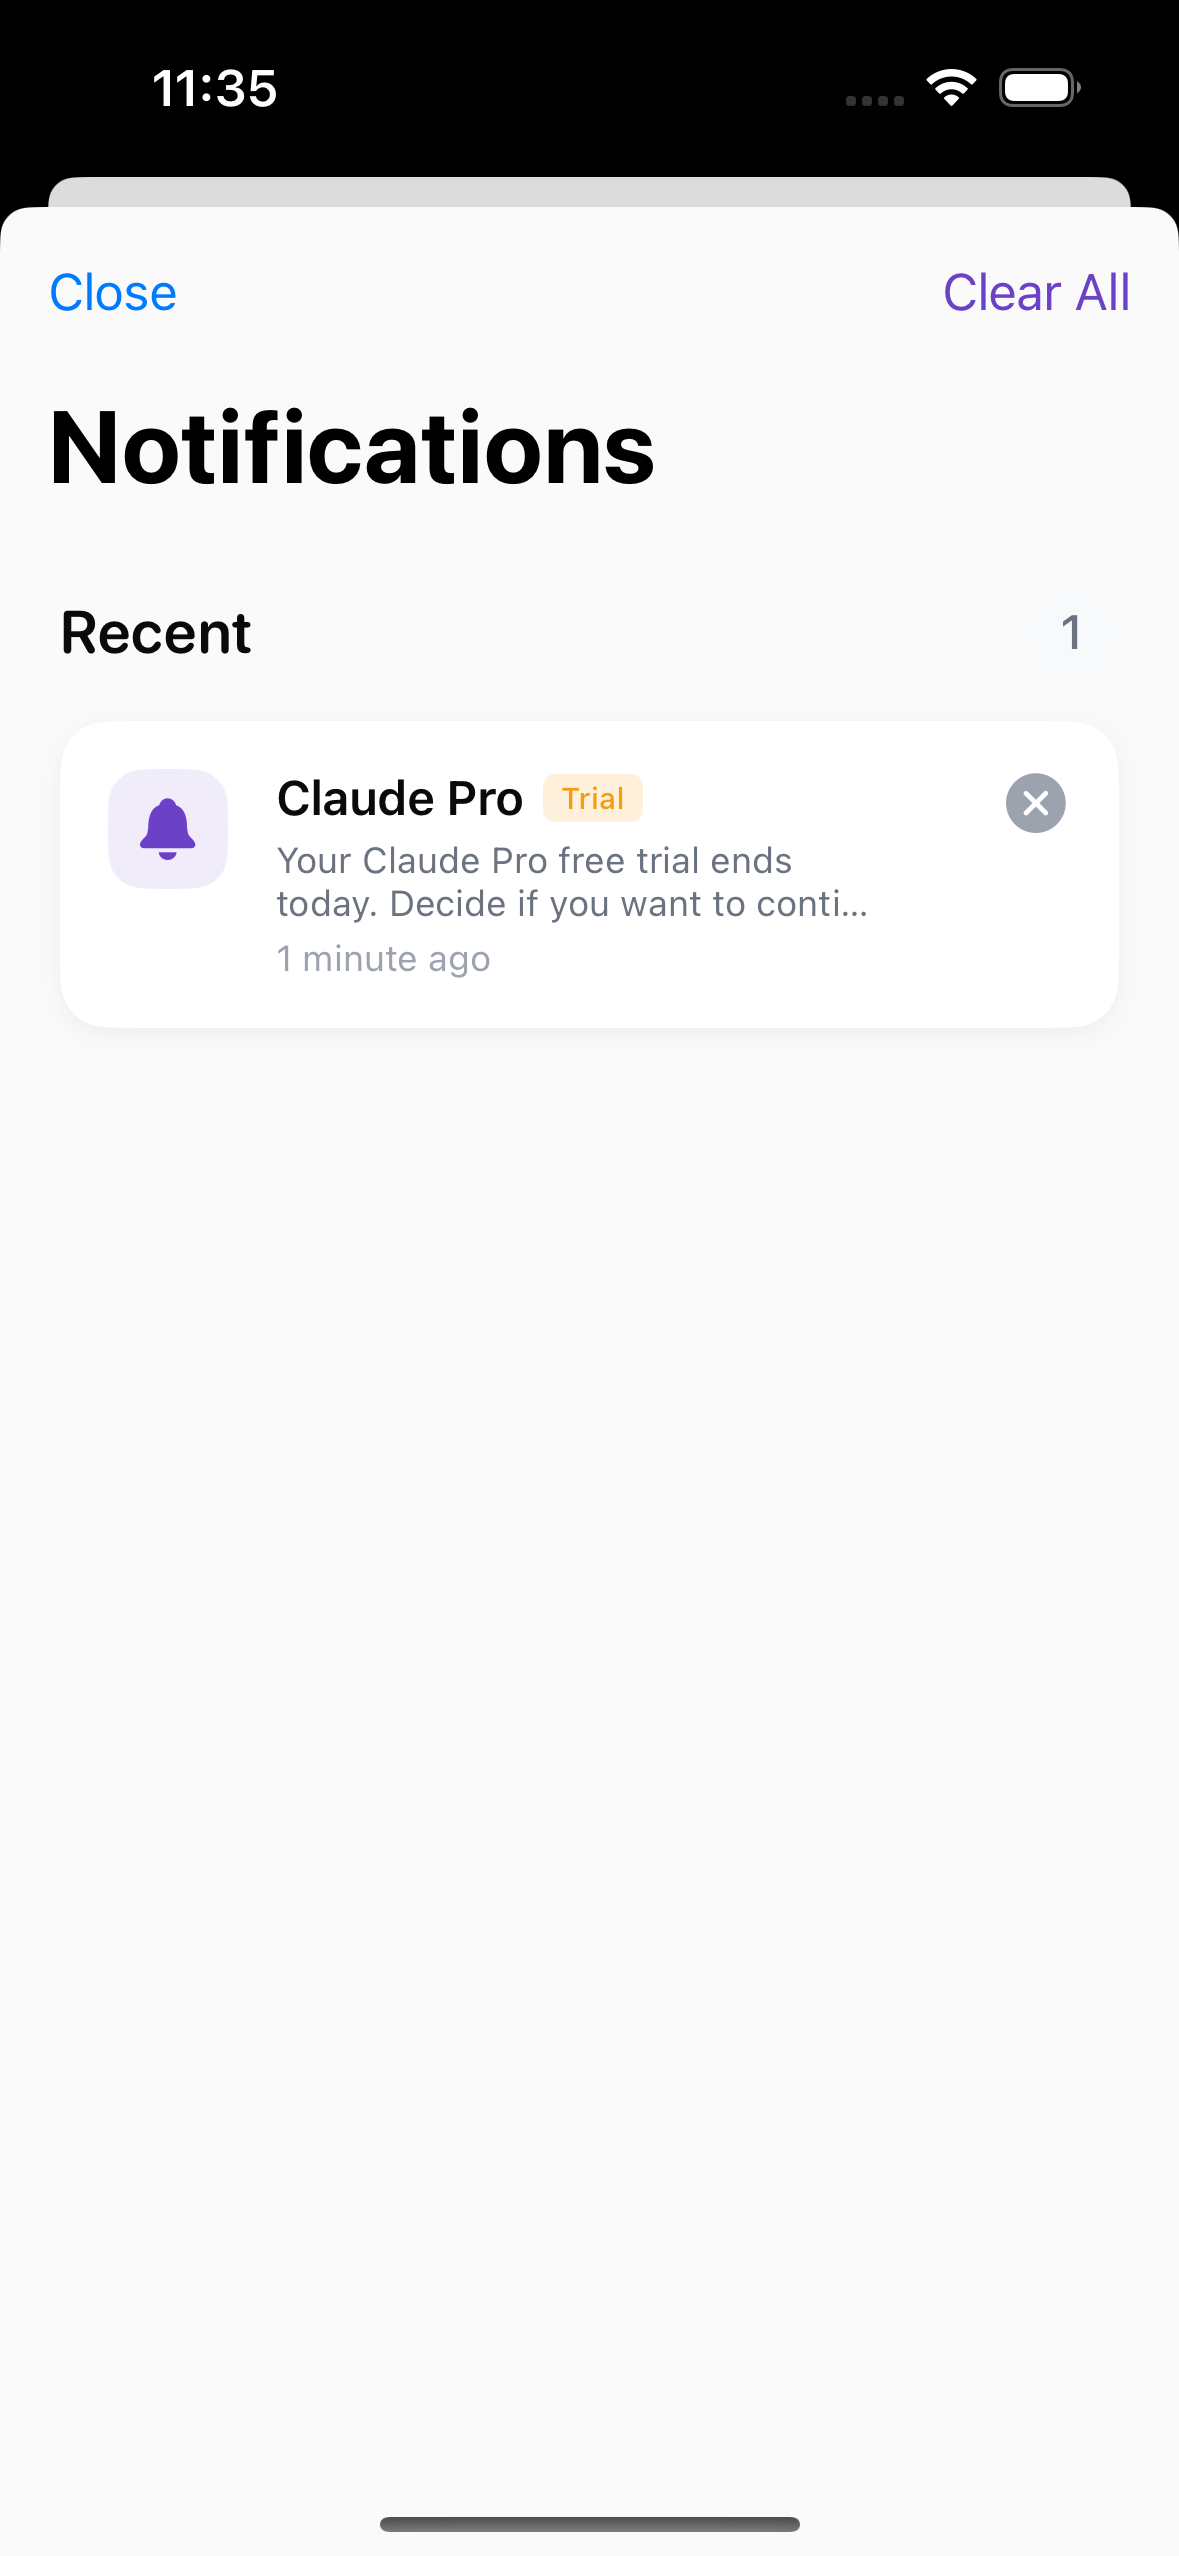 11:35
Close
Clear All
Notifications
Recent
1
Claude Pro
Trial
Your Claude Pro free trial ends
today. Decide if you want to conti...
1 minute ago